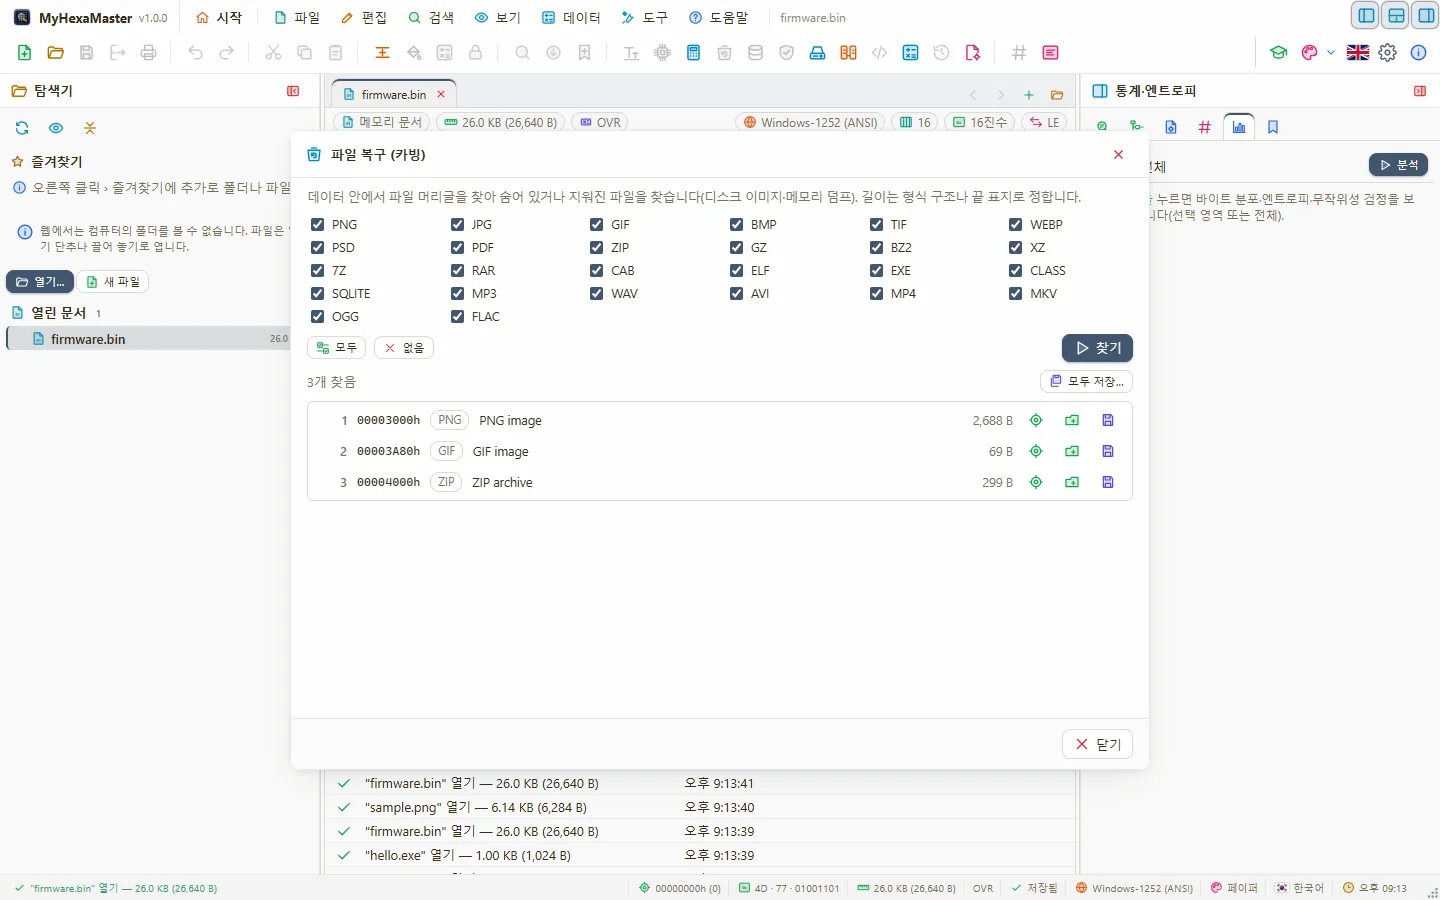 MyHexaMaster v1.0.0 시작 파일 편집 검색 보기 데이터 도구 도움말 firmware.bin
탐색기
firmware.bin
통계·엔트로피
메모리 문서 26.0 KB (26,640 B) OVR Windows-1252 (ANSI) 16 16진수 LE
즐겨찾기
오른쪽 클릭 › 즐겨찾기에 추가로 폴더나 파일
웹에서는 컴퓨터의 폴더를 볼 수 없습니다. 파일은
기 단추나 끌어 놓기로 엽니다.
열기... 새 파일
열린 문서 1
firmware.bin 26.0
파일 복구 (카빙)
데이터 안에서 파일 머리글을 찾아 숨어 있거나 지워진 파일을 찾습니다(디스크 이미지·메모리 덤프). 길이는 형식 구조나 끝 표지로 정합니다.
PNG JPG GIF BMP TIF WEBP
PSD PDF ZIP GZ BZ2 XZ
7Z RAR CAB ELF EXE CLASS
SQLITE MP3 WAV AVI MP4 MKV
OGG FLAC
모두 없음 찾기
3개 찾음 모두 저장...
1 00003000h PNG PNG image 2,688 B
2 00003A80h GIF GIF image 69 B
3 00004000h ZIP ZIP archive 299 B
닫기
전체 분석
누르면 바이트 분포·엔트로피·무작위성 검정을 보
니다(선택 영역 또는 전체).
"firmware.bin" 열기 — 26.0 KB (26,640 B) 오후 9:13:41
"sample.png" 열기 — 6.14 KB (6,284 B) 오후 9:13:40
"firmware.bin" 열기 — 26.0 KB (26,640 B) 오후 9:13:39
"hello.exe" 열기 — 1.00 KB (1,024 B) 오후 9:13:39
"firmware.bin" 열기 — 26.0 KB (26,640 B) 00000000h (0) 4D · 77 · 01001101 26.0 KB (26,640 B) OVR 저장됨 Windows-1252 (ANSI) 페이퍼 한국어 오후 09:13